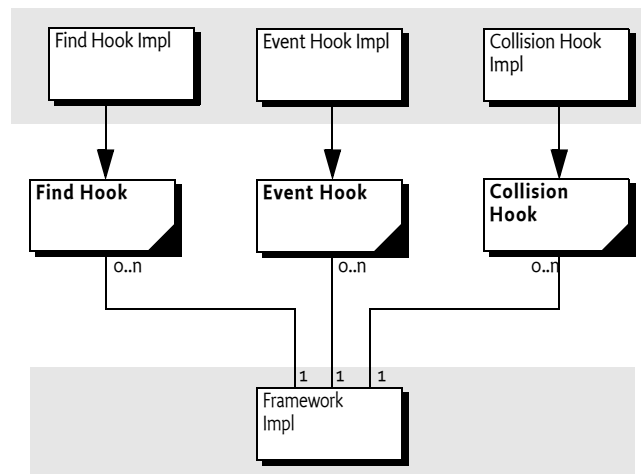 Find Hook Impl
Event Hook Impl
Collision Hook
Impl
Find Hook
Event Hook
Collision
Hook
0..n
0..n
0..n
1
1
1
Framework
Impl